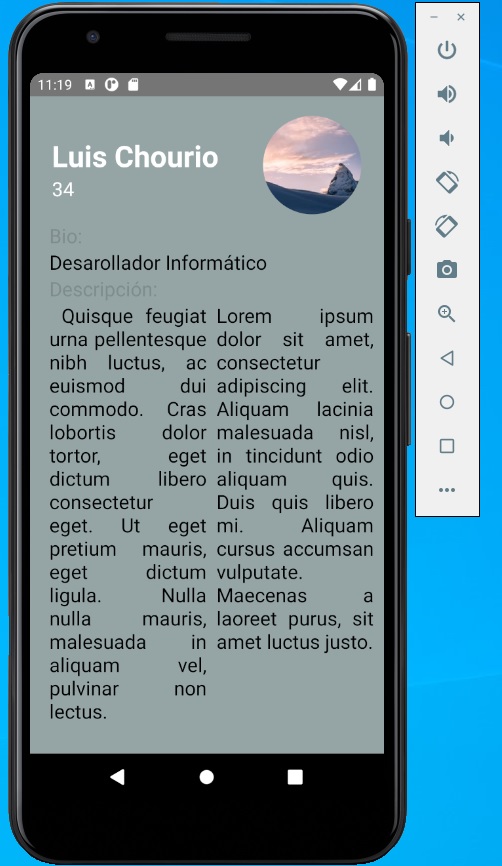 11:19
Luis Chourio
34
Bio:
Desarollador Informático
Descripción:
Quisque feugiat
urna pellentesque
nibh luctus, ac
euismod dui
commodo. Cras
lobortis dolor
tortor, eget
dictum libero
consectetur
eget. Ut eget
pretium mauris,
eget dictum
ligula. Nulla
nulla mauris,
malesuada in
aliquam vel,
pulvinar non
lectus.
Lorem ipsum
dolor sit amet,
consectetur
adipiscing elit.
Aliquam lacinia
malesuada nisl,
in tincidunt odio
aliquam quis.
Duis quis libero
mi. Aliquam
cursus accumsan
vulputate.
Maecenas a
laoreet purus, sit
amet luctus justo.